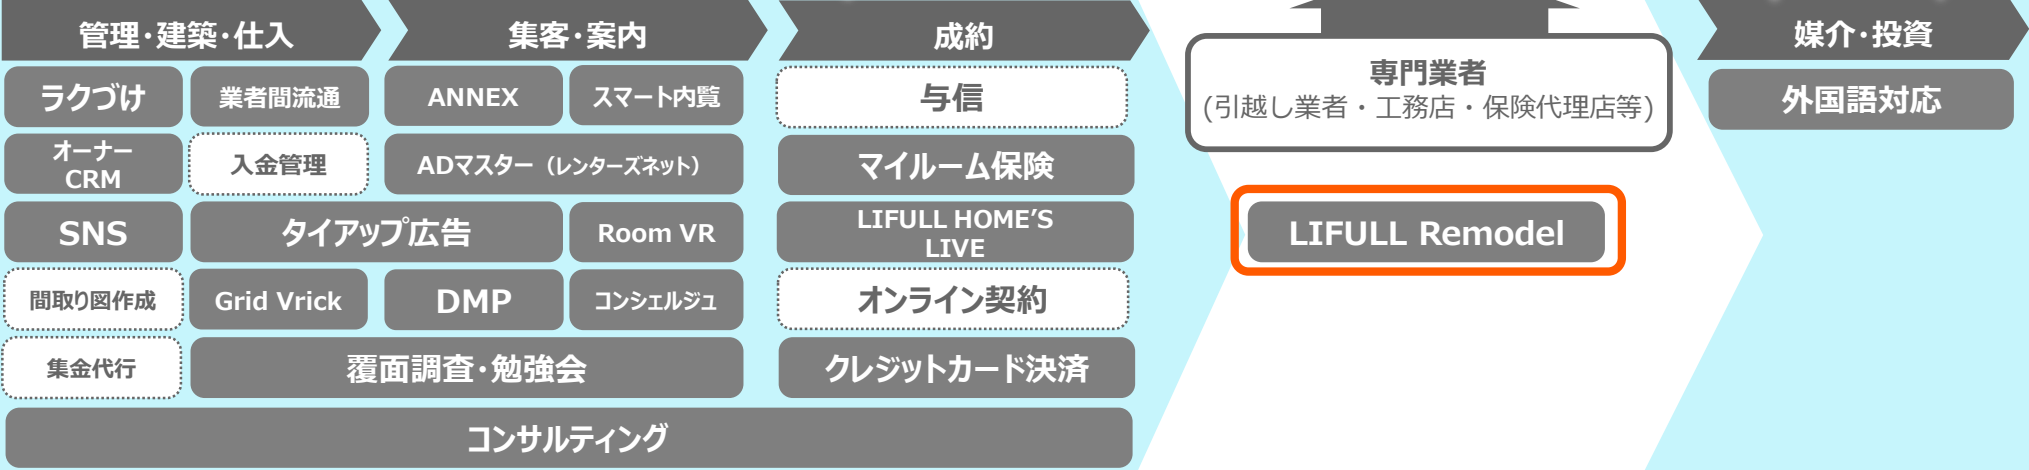 管理・建築・仕入
集客・案内
成約
媒介・投資
専門業者
(引越し業者・工務店・保険代理店等)
ラクづけ
業者間流通
ANNEX
スマート内覧
与信
外国語対応
オーナー
CRM
入金管理
ADマスター（レンターズネット）
マイルーム保険
SNS
タイアップ広告
Room VR
LIFULL HOME’S
LIVE
LIFULL Remodel
間取り図作成
Grid Vrick
DMP
コンシェルジュ
オンライン契約
集金代行
覆面調査・勉強会
クレジットカード決済
コンサルティング